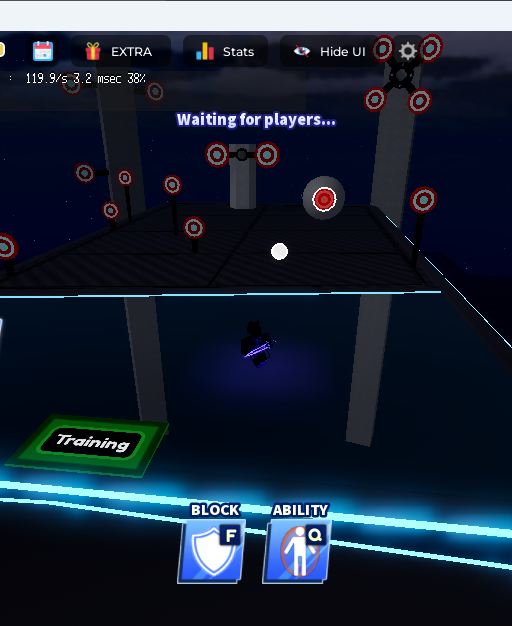 EXTRA
Stats
Hide UI
: 119.9/s 3.2 msec 38%
Waiting for players...
Training
BLOCK
ABILITY
F
Q